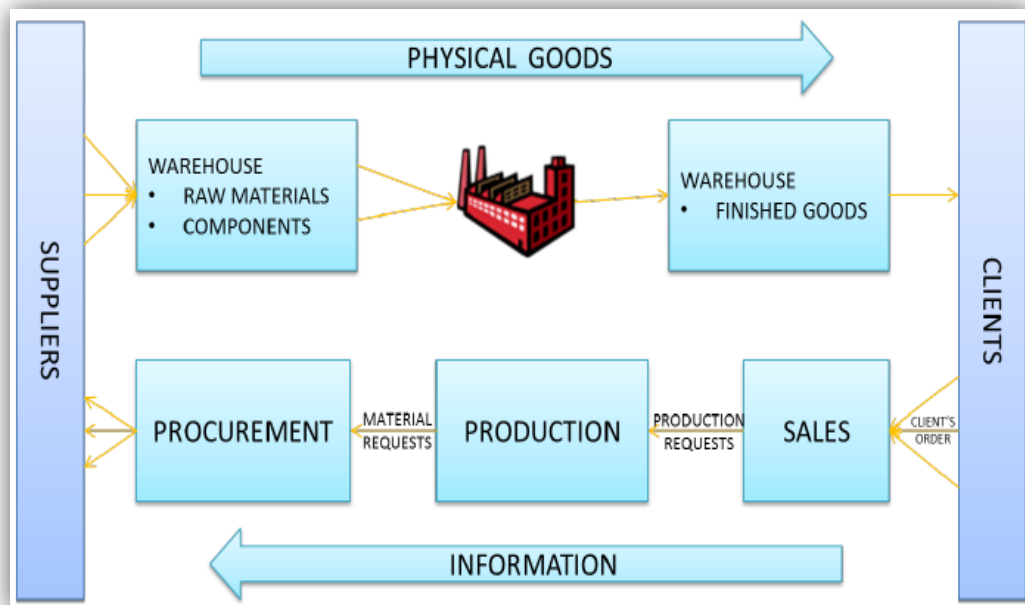 PHYSICAL GOODS
SUPPLIERS
WAREHOUSE
• RAW MATERIALS
• COMPONENTS
WAREHOUSE
• FINISHED GOODS
CLIENTS
PROCUREMENT
MATERIAL
REQUESTS
PRODUCTION
PRODUCTION
REQUESTS
SALES
CLIENT'S
ORDER
INFORMATION